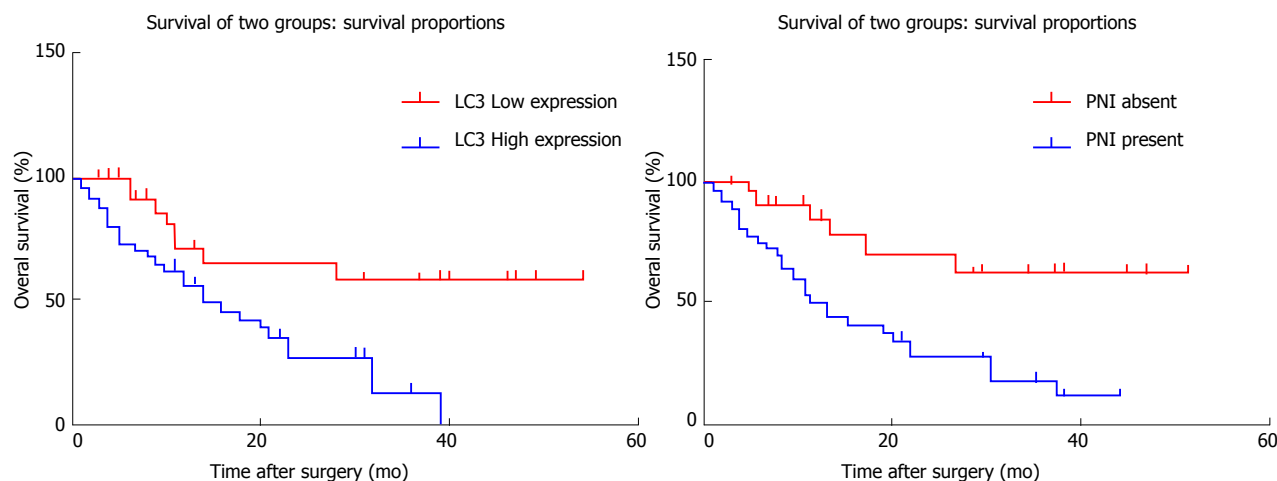 Survival of two groups: survival proportions
150
100
50
0
Overal survival (%)
LC3 Low expression
LC3 High expression
0 20 40 60
Time after surgery (mo)
Survival of two groups: survival proportions
150
100
50
0
Overal survival (%)
PNI absent
PNI present
0 20 40 60
Time after surgery (mo)